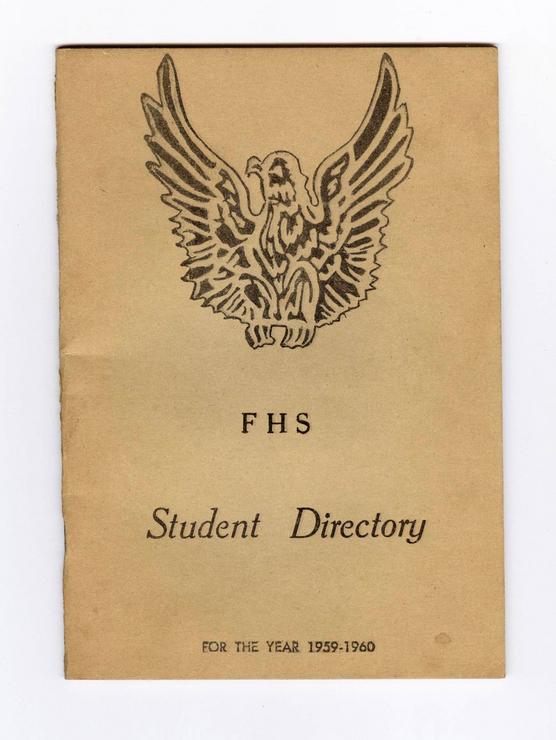 FHS
Student Directory
FOR THE YEAR 1959-1960